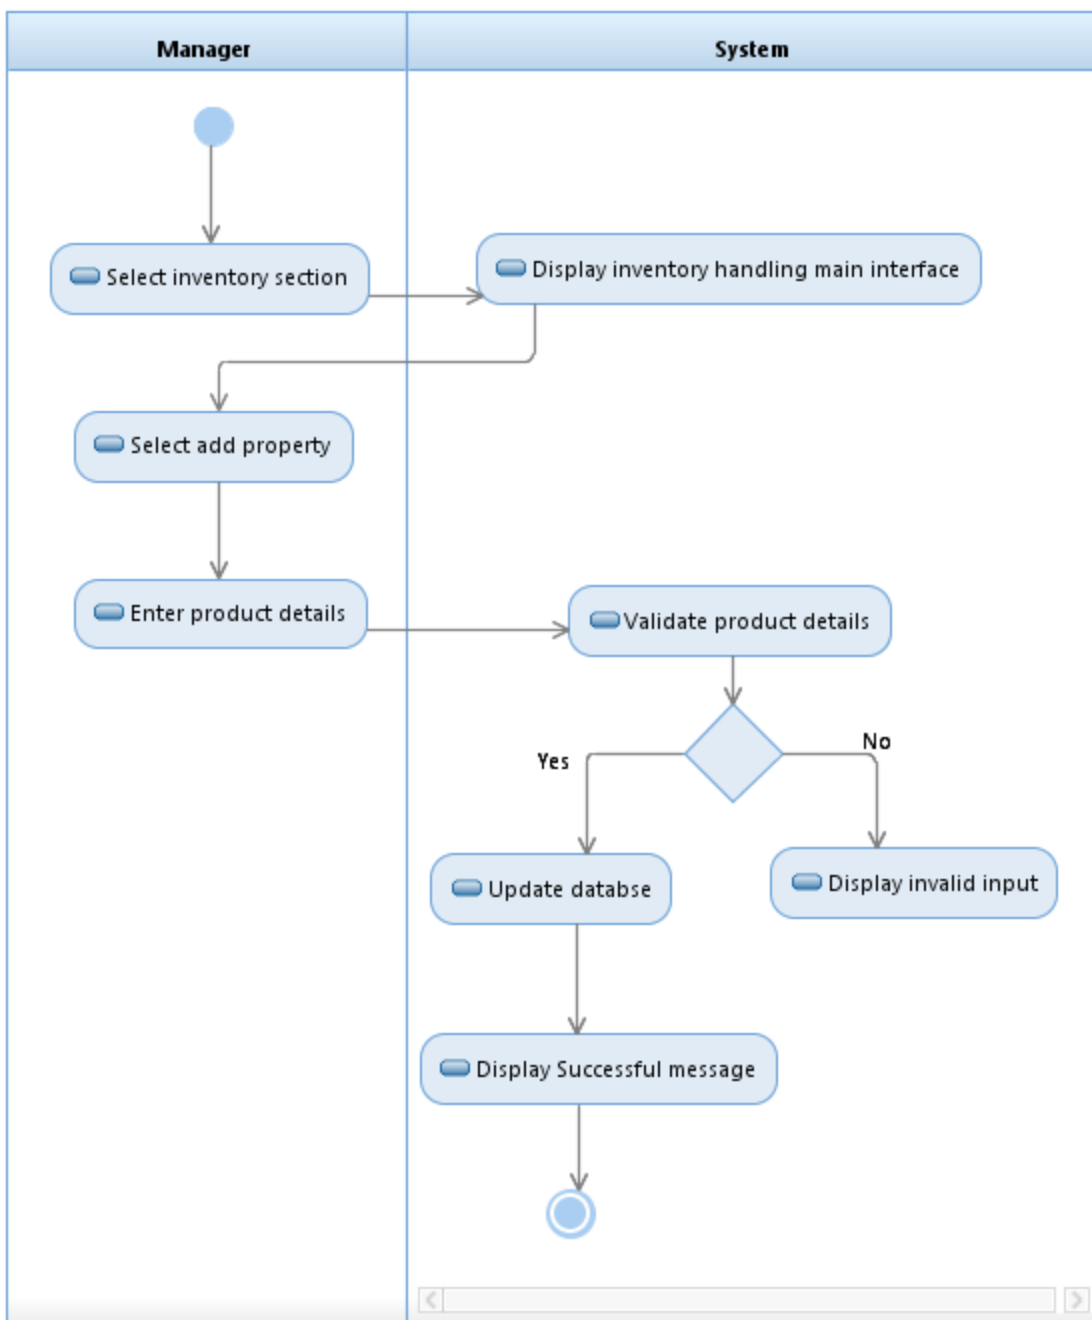 Manager
System
Select inventory section
Display inventory handling main interface
Select add property
Enter product details
Validate product details
Yes
No
Update databse
Display invalid input
Display Successful message